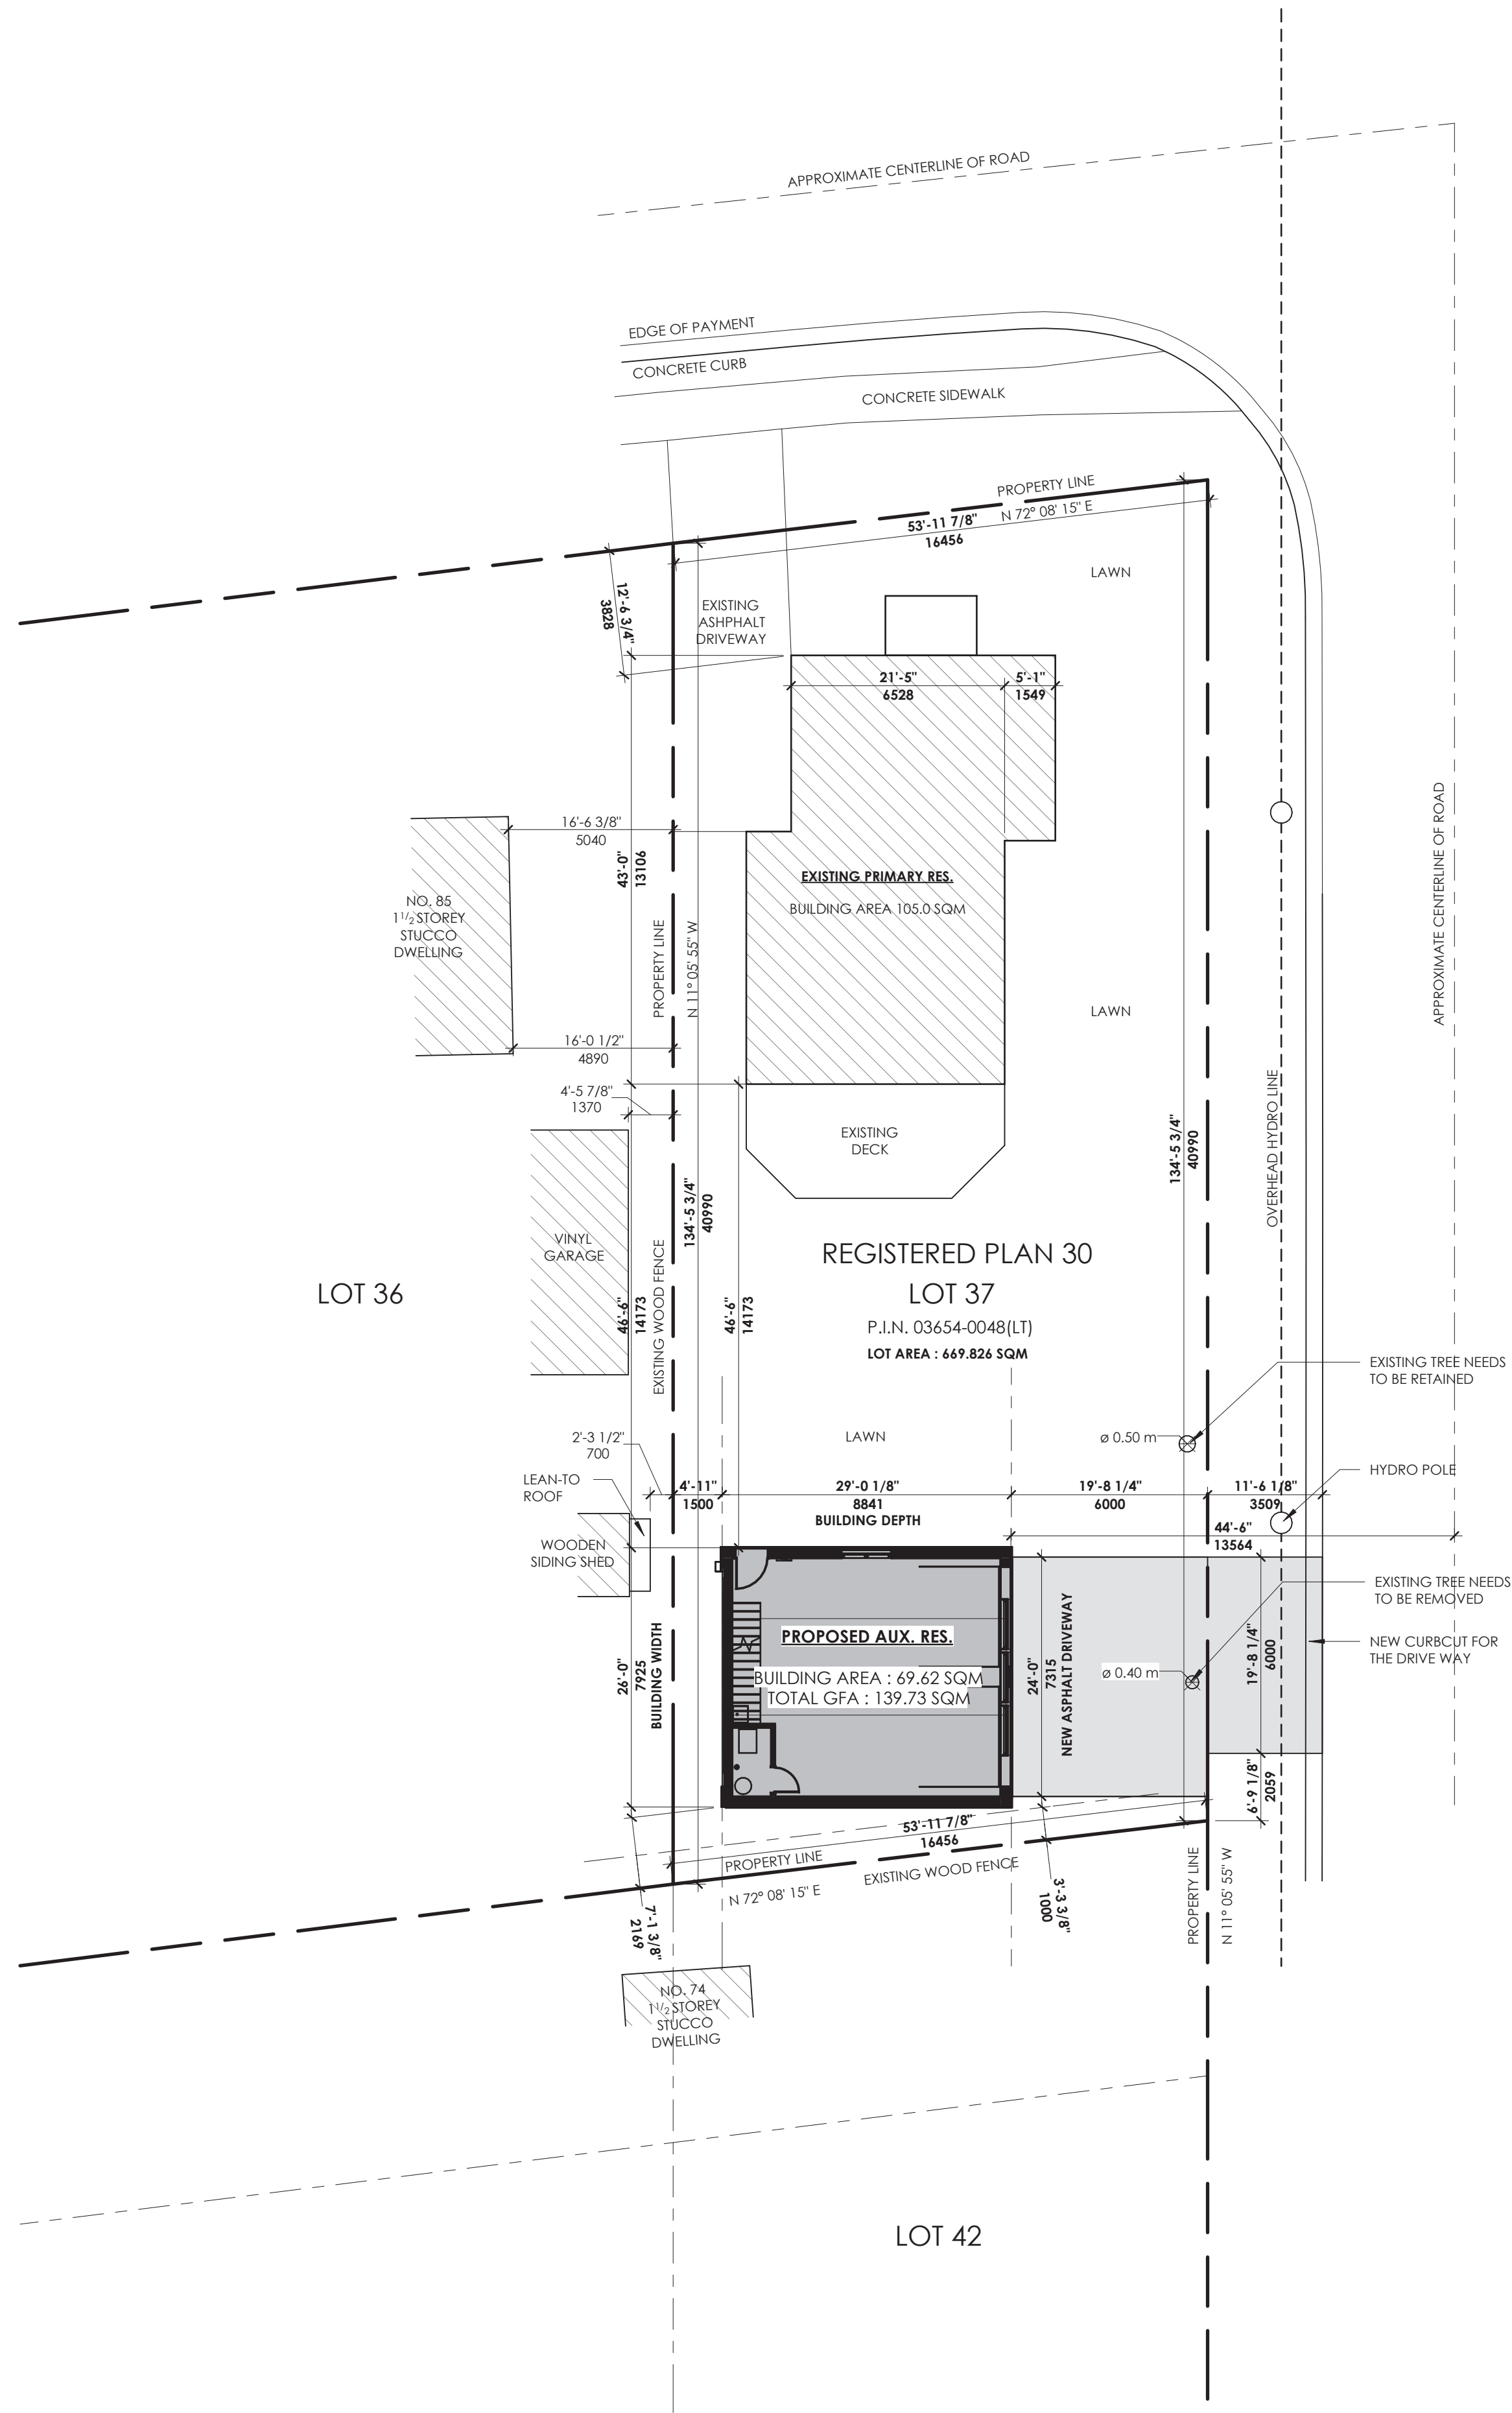 APPROXIMATE CENTERLINE OF ROAD
EDGE OF PAYMENT
CONCRETE CURB
CONCRETE SIDEWALK
PROPERTY LINE
N 72° 08' 15" E
53'-11 7/8"
16456
12'-6 3/4"
3828
EXISTING
ASHPHALT
DRIVEWAY
LAWN
21'-5"
6528
5'-1"
1549
16'-6 3/8"
5040
43'-0"
13106
EXISTING PRIMARY RES.
BUILDING AREA 105.0 SQM
NO. 85
1 1/2 STOREY
STUCCO
DWELLING
PROPERTY LINE
N 11° 05' 55" W
APPROXIMATE CENTERLINE OF ROAD
LAWN
16'-0 1/2"
4890
4'-5 7/8"
1370
EXISTING
DECK
134'-5 3/4"
40990
OVERHEAD HYDRO LINE
134'-5 3/4"
40990
VINYL
GARAGE
REGISTERED PLAN 30
LOT 36
LOT 37
46'-6"
14173
EXISTING WOOD FENCE
46'-6"
14173
P.I.N. 03654-0048(LT)
LOT AREA : 669.826 SQM
EXISTING TREE NEEDS
TO BE RETAINED
2'-3 1/2"
700
LAWN
ø 0.50 m
LEAN-TO
ROOF
4'-11"
1500
29'-0 1/8"
8841
BUILDING DEPTH
19'-8 1/4"
6000
11'-6 1/8"
3509
HYDRO POLE
44'-6"
13564
WOODEN
SIDING SHED
EXISTING TREE NEEDS
TO BE REMOVED
26'-0"
7925
BUILDING WIDTH
PROPOSED AUX. RES.
BUILDING AREA : 69.62 SQM
TOTAL GFA : 139.73 SQM
24'-0"
7315
NEW ASPHALT DRIVEWAY
ø 0.40 m
19'-8 1/4"
6000
NEW CURBCUT FOR
THE DRIVE WAY
6'-9 1/8"
2059
53'-11 7/8"
16456
PROPERTY LINE
EXISTING WOOD FENCE
N 72° 08' 15" E
7'-1 3/8"
2169
3'-3 3/8"
1000
PROPERTY LINE
N 11° 05' 55" W
NO. 74
1 1/2 STOREY
STUCCO
DWELLING
LOT 42